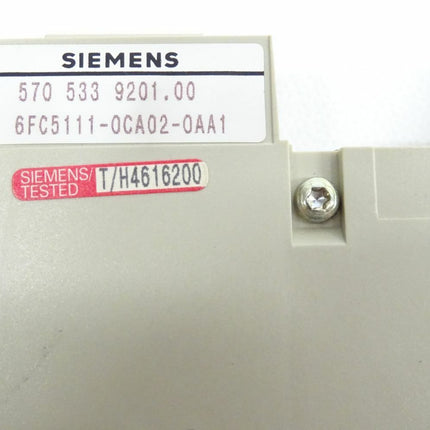 SIEMENS
570 533 9201.00
6FC5111-0CA02-0AA1
SIEMENS/
TESTED
T/H4616200